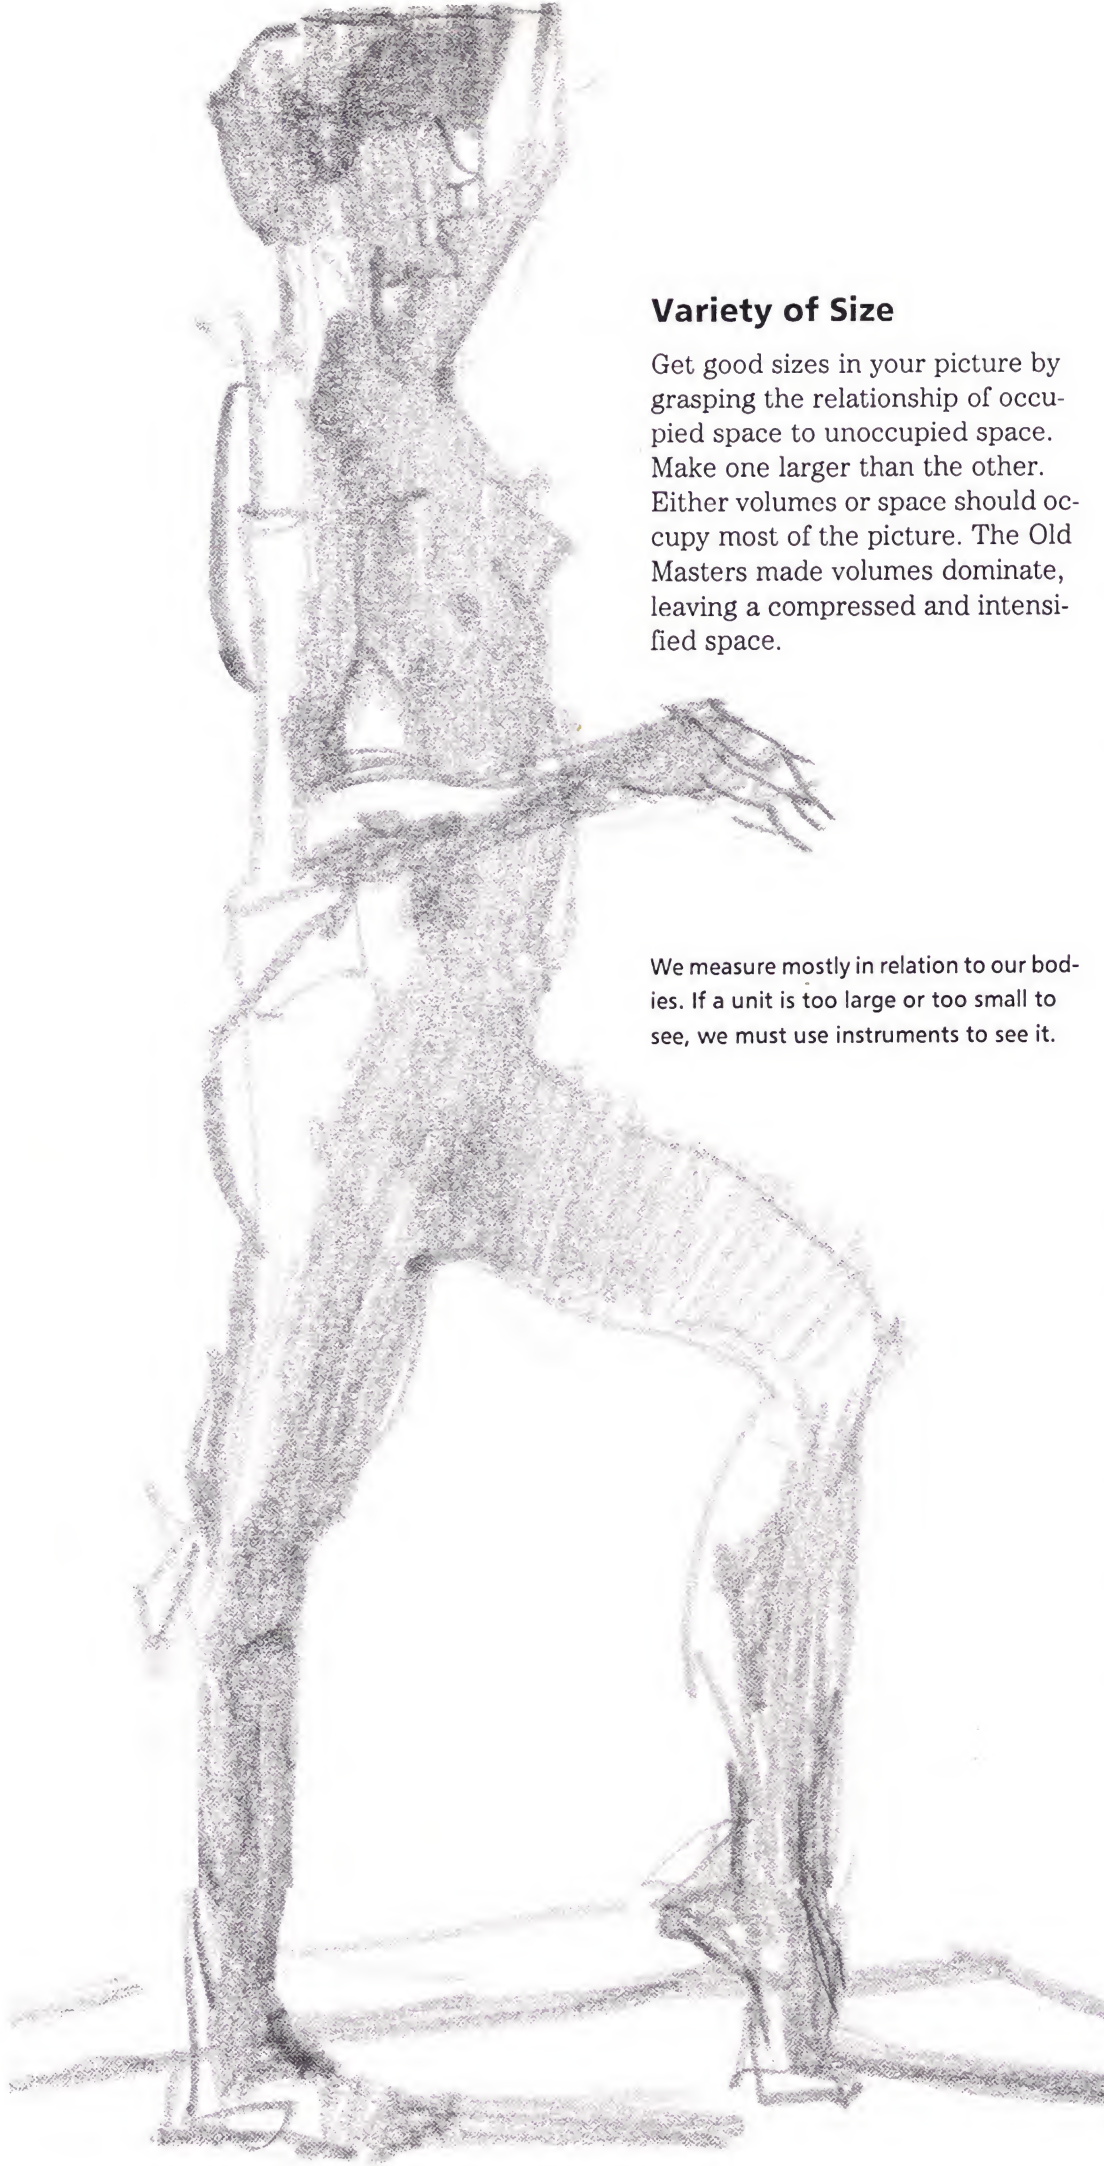 Variety of Size
Get good sizes in your picture by
grasping the relationship of occu-
pied space to unoccupied space.
Make one larger than the other.
Either volumes or space should oc-
cupy most of the picture. The Old
Masters made volumes dominate,
leaving a compressed and intensi-
fied space.
We measure mostly in relation to our bod-
ies. If a unit is too large or too small to
see, we must use instruments to see it.